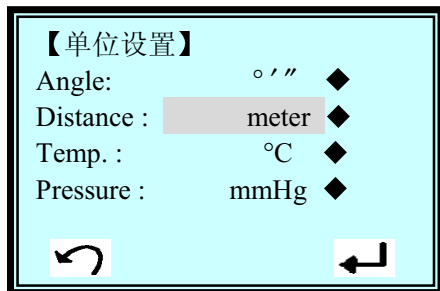 【单位设置】
Angle: ° ′ ″ ◆
Distance : meter ◆
Temp. : °C ◆
Pressure : mmHg ◆